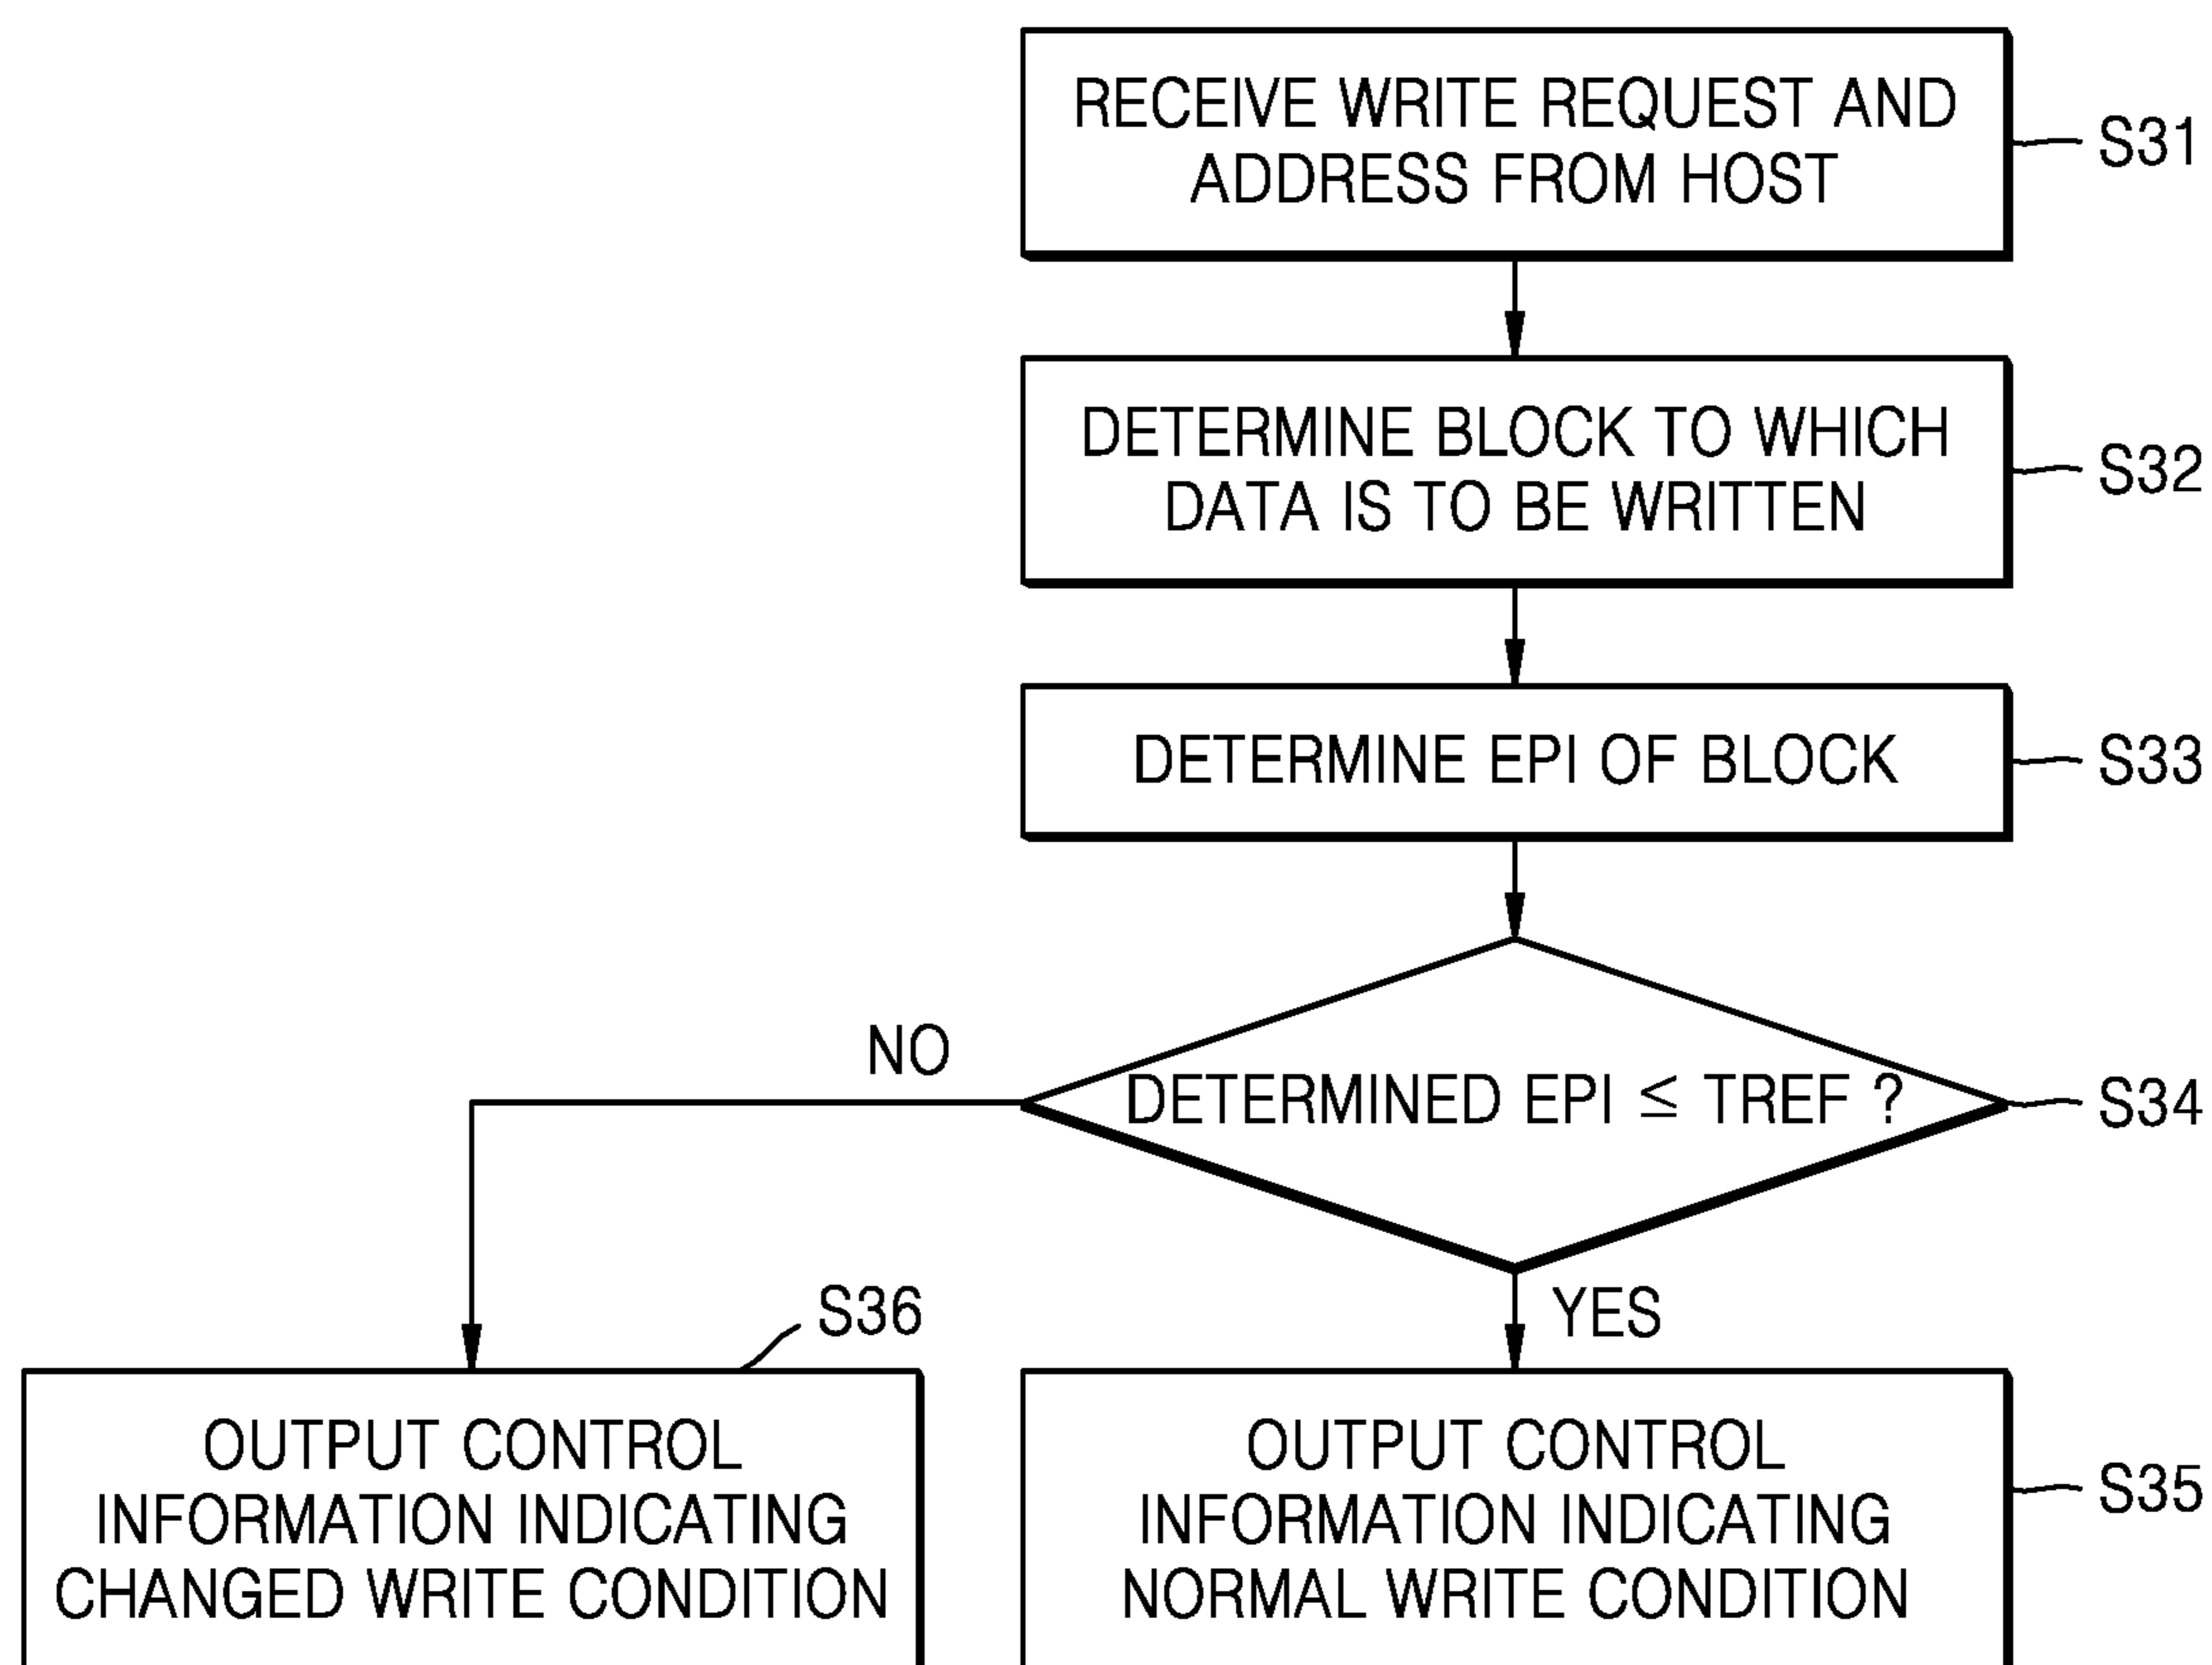 RECEIVE WRITE REQUEST AND
ADDRESS FROM HOST
S31
DETERMINE BLOCK TO WHICH
DATA IS TO BE WRITTEN
S32
DETERMINE EPI OF BLOCK
S33
NO
DETERMINED EPI ≤ TREF ?
S34
YES
S36
OUTPUT CONTROL
INFORMATION INDICATING
CHANGED WRITE CONDITION
OUTPUT CONTROL
INFORMATION INDICATING
NORMAL WRITE CONDITION
S35